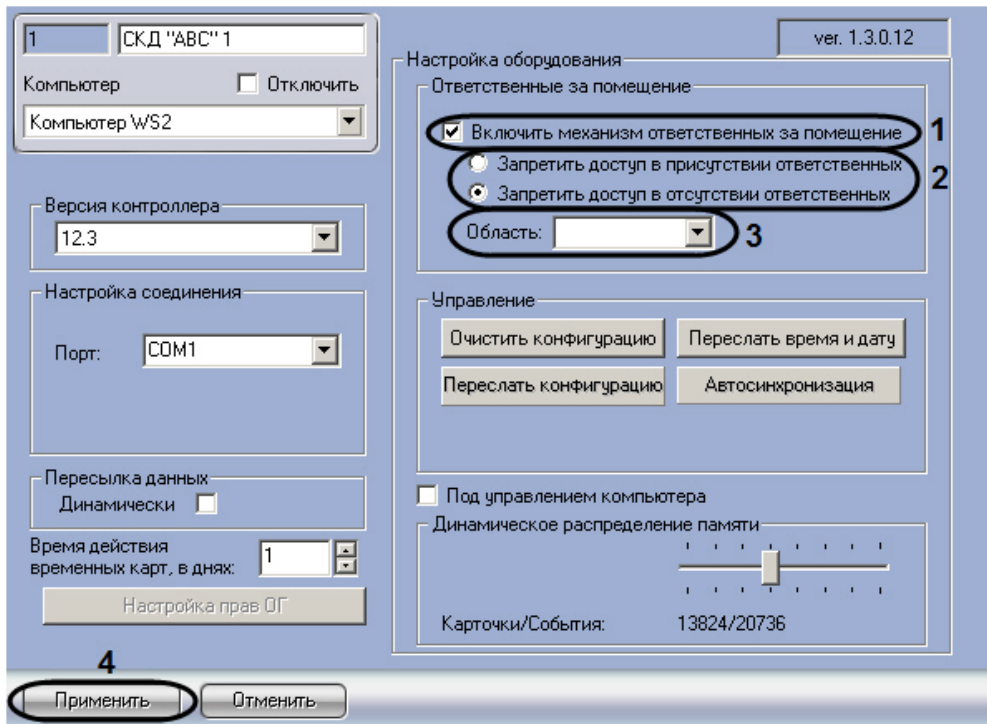 1
СКД "ABC" 1
Компьютер
Отключить
Компьютер WS2
Версия контроллера
12.3
Настройка соединения
Порт:
COM1
Пересылка данных
Динамически
Время действия
временных карт, в днях:
1
Настройка прав ОГ
ver. 1.3.0.12
Настройка оборудования
Ответственные за помещение
Включить механизм ответственных за помещение
1
Запретить доступ в присутствии ответственных
Запретить доступ в отсутствии ответственных
2
Область:
3
Управление
Очистить конфигурацию
Переслать время и дату
Переслать конфигурацию
Автосинхронизация
Под управлением компьютера
Динамическое распределение памяти
Карточки/События:
13824/20736
4
Применить
Отменить